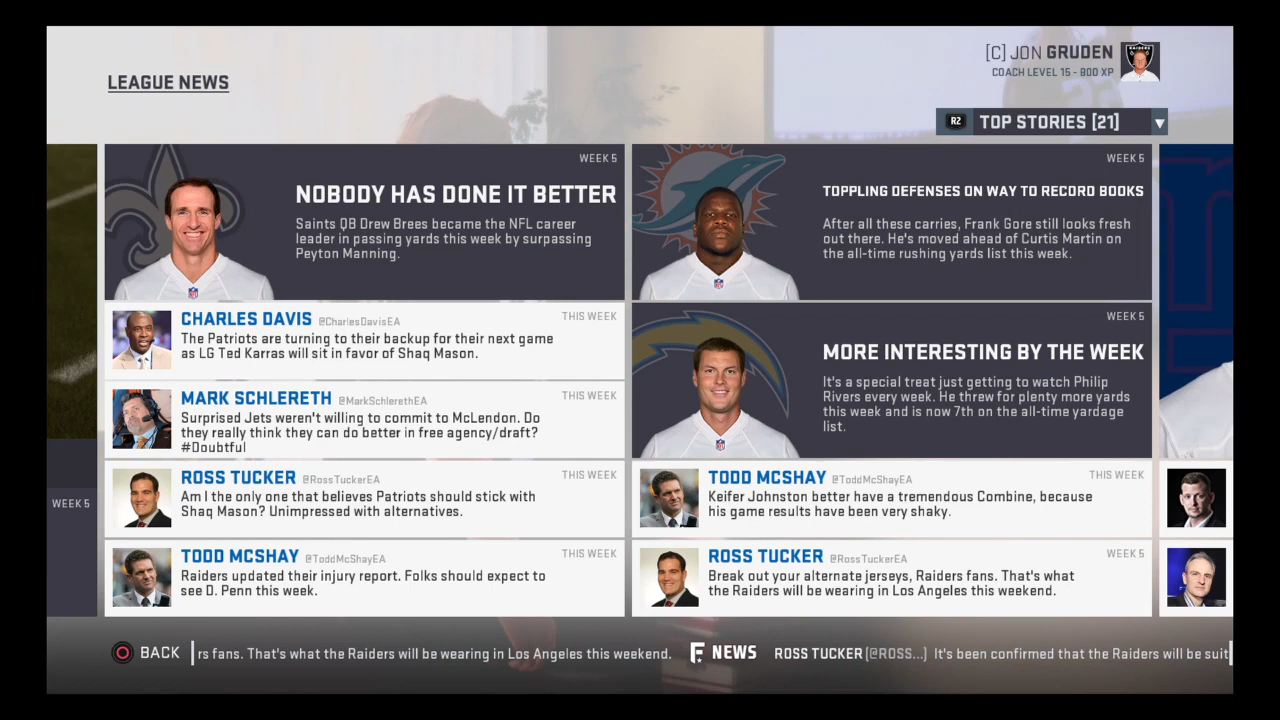 [C] JON GRUDEN
COACH LEVEL 15 - 800 XP
LEAGUE NEWS
R2 TOP STORIES [21]
WEEK 5
NOBODY HAS DONE IT BETTER
Saints QB Drew Brees became the NFL career
leader in passing yards this week by surpassing
Peyton Manning.
CHARLES DAVIS @CharlesDavisEA THIS WEEK
The Patriots are turning to their backup for their next game
as LG Ted Karras will sit in favor of Shaq Mason.
MARK SCHLERETH @MarkSchlerethEA THIS WEEK
Surprised Jets weren't willing to commit to McLendon. Do
they really think they can do better in free agency/draft?
#Doubtful
WEEK 5
ROSS TUCKER @RossTuckerEA THIS WEEK
Am I the only one that believes Patriots should stick with
Shaq Mason? Unimpressed with alternatives.
TODD MCSHAY @ToddMcShayEA THIS WEEK
Raiders updated their injury report. Folks should expect to
see D. Penn this week.
WEEK 5
TOPPLING DEFENSES ON WAY TO RECORD BOOKS
After all these carries, Frank Gore still looks fresh
out there. He's moved ahead of Curtis Martin on
the all-time rushing yards list this week.
WEEK 5
MORE INTERESTING BY THE WEEK
It's a special treat just getting to watch Philip
Rivers every week. He threw for plenty more yards
this week and is now 7th on the all-time yardage
list.
TODD MCSHAY @ToddMcShayEA THIS WEEK
Keifer Johnston better have a tremendous Combine, because
his game results have been very shaky.
ROSS TUCKER @RossTuckerEA WEEK 5
Break out your alternate jerseys, Raiders fans. That's what
the Raiders will be wearing in Los Angeles this weekend.
BACK rs fans. That's what the Raiders will be wearing in Los Angeles this weekend. F NEWS ROSS TUCKER (@ROSS...) It's been confirmed that the Raiders will be suit